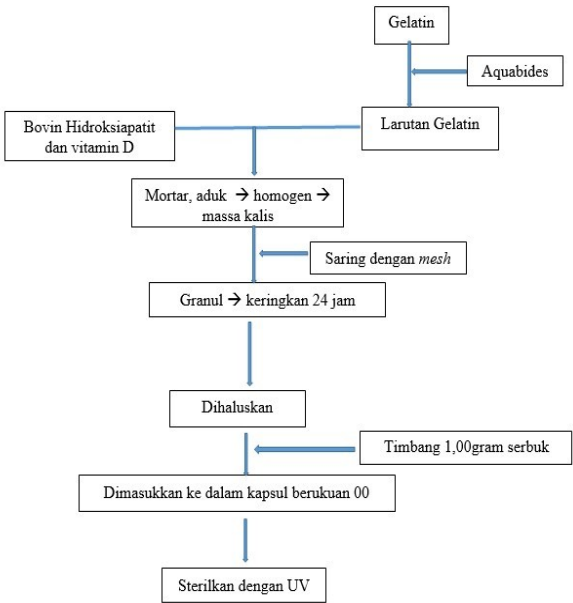 Gelatin
Aquabides
Bovin Hidroksiapatit
dan vitamin D
Larutan Gelatin
Mortar, aduk → homogen →
massa kalis
Saring dengan mesh
Granul → keringkan 24 jam
Dihaluskan
Timbang 1,00gram serbuk
Dimasukkan ke dalam kapsul berukuan 00
Sterilkan dengan UV